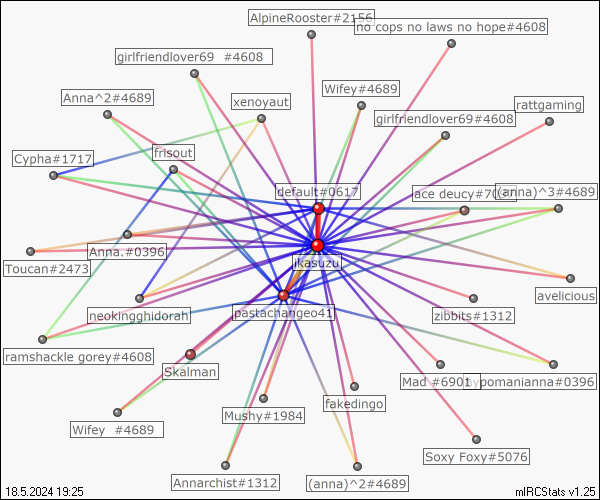 AlpineRooster#2156
no cops no laws no hope#4608
girlfriendlover69 #4608
Wifey#4689
Anna^2#4689
xenoyaut
rattgaming
girlfriendlover69#4608
Cypha#1717
frisout
default#0617
ace deucy#70
(anna)^3#4689
Anna.#0396
ikasuzu
Toucan#2473
avelicious
neokingghidorah
pastachangeo41
zibbits#1312
ramshackle gorey#4608
Skalman
Mad #6901
ypomanianna#0396
fakedingo
Mushy#1984
Wifey #4689
Soxy Foxy#5076
Annarchist#1312
(anna)^2#4689
18.5.2024 19:25
mIRCStats v1.25